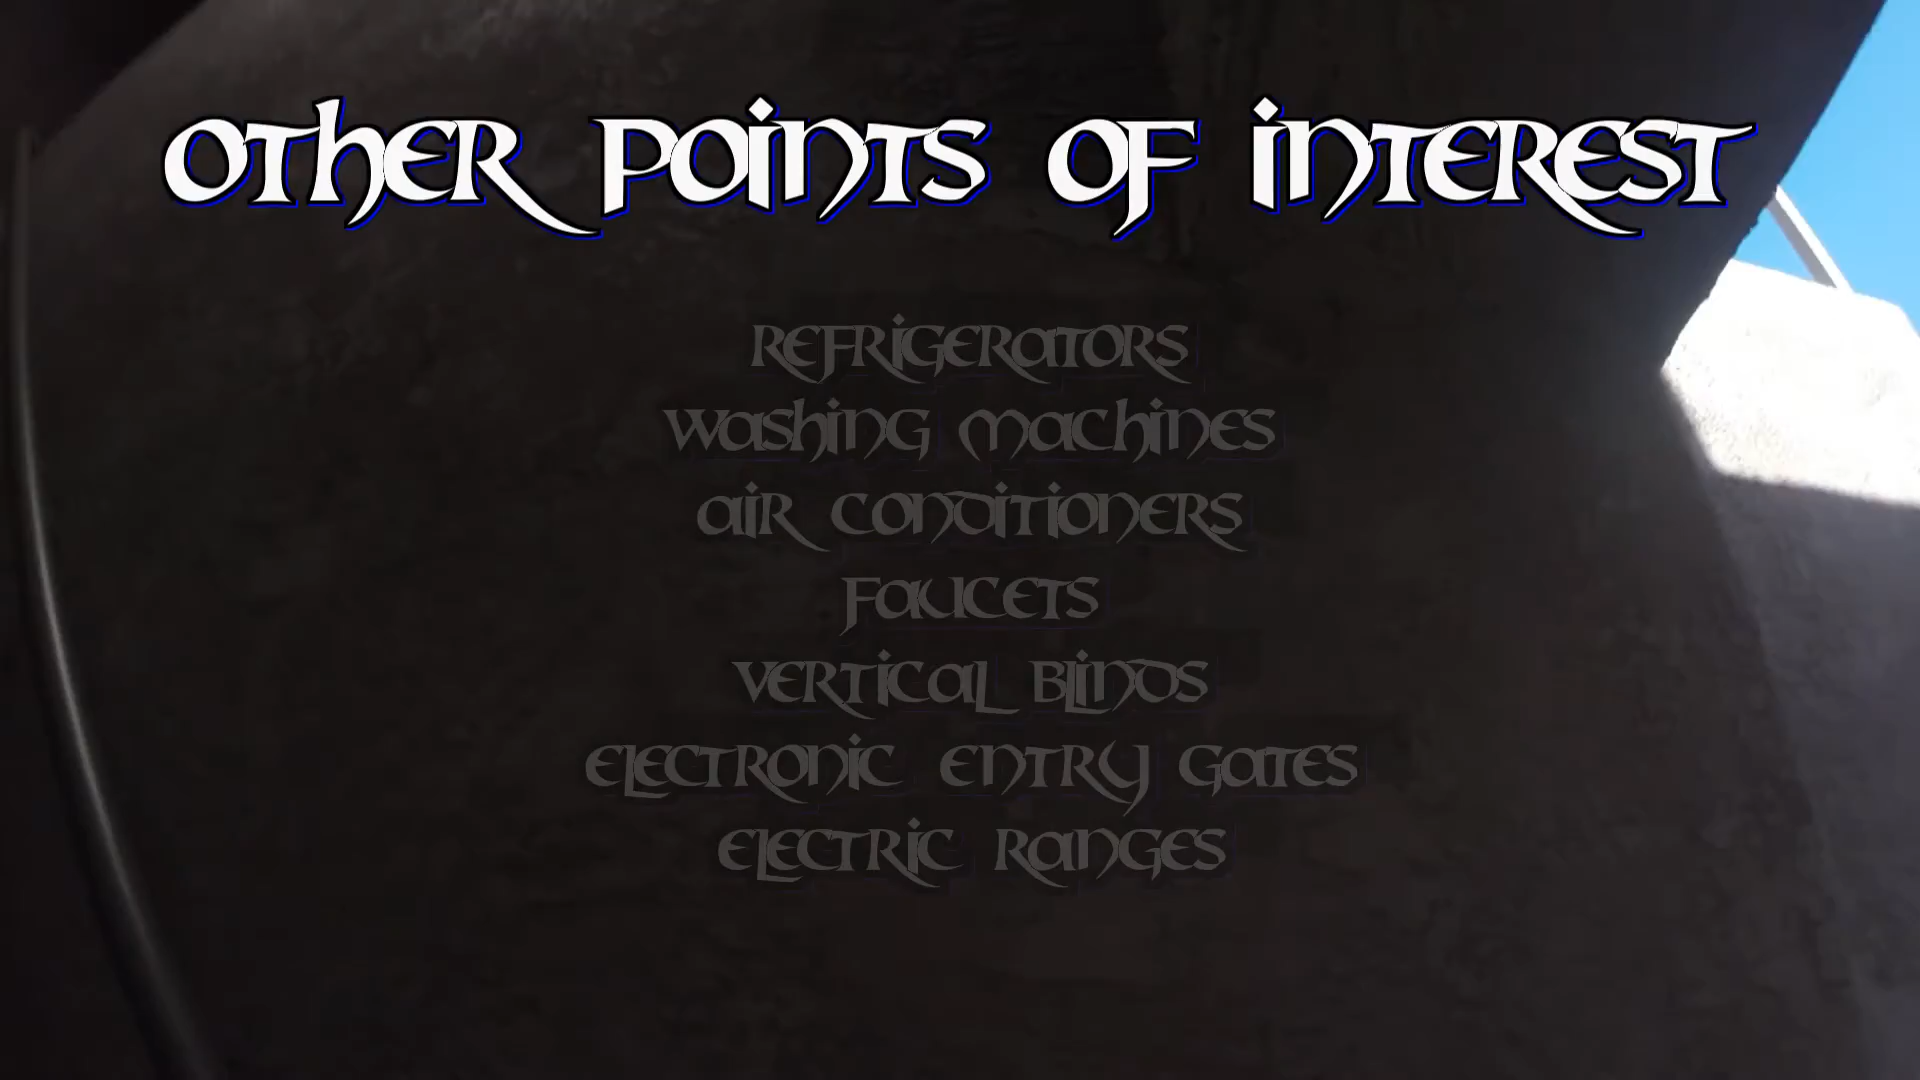 OTHER POINTS OF INTEREST
REFRIGERATORS
WASHING MACHINES
AIR CONDITIONERS
FAUCETS
VERTICAL BLINDS
ELECTRONIC ENTRY GATES
ELECTRIC RANGES